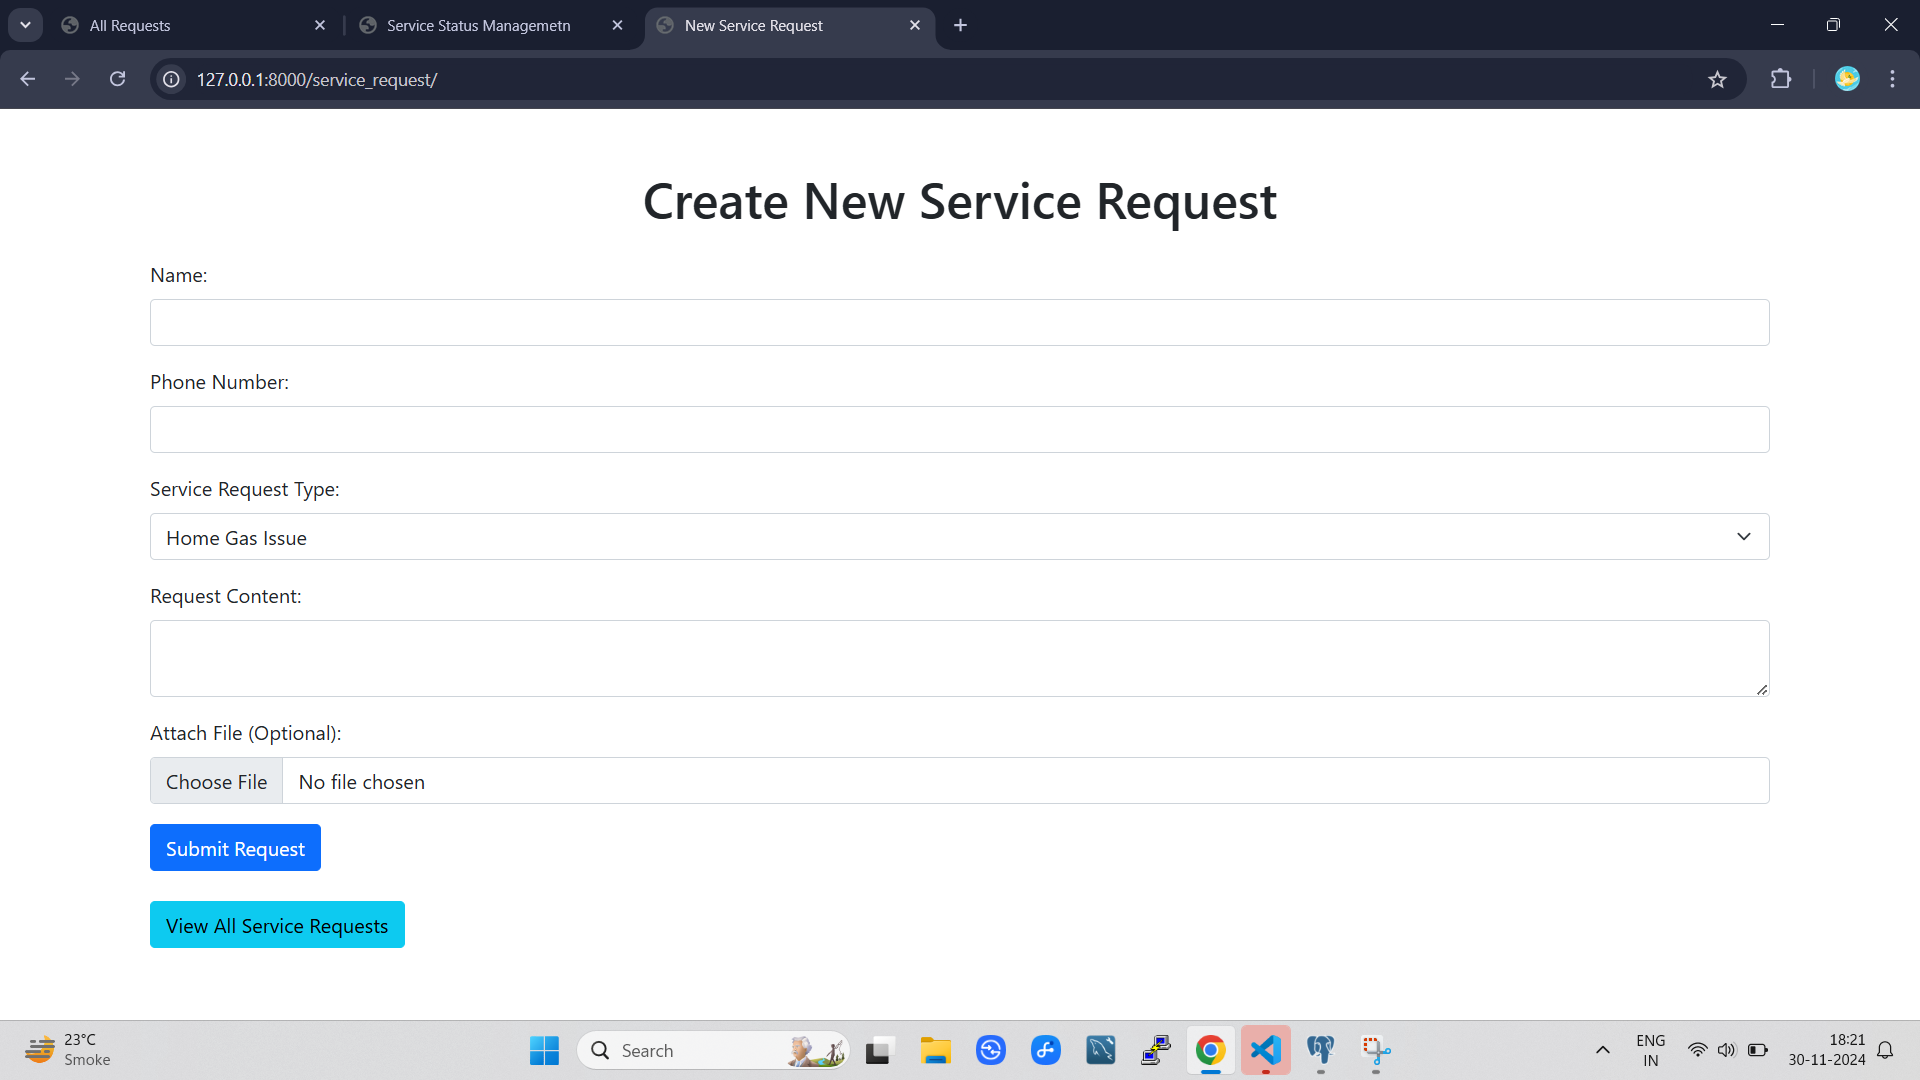 All Requests
Service Status Managemetn
New Service Request
127.0.0.1:8000/service_request/
Create New Service Request
Name:
Phone Number:
Service Request Type:
Home Gas Issue
Request Content:
Attach File (Optional):
Choose File No file chosen
Submit Request
View All Service Requests
23°C
Smoke
Search
ENG
IN
18:21
30-11-2024